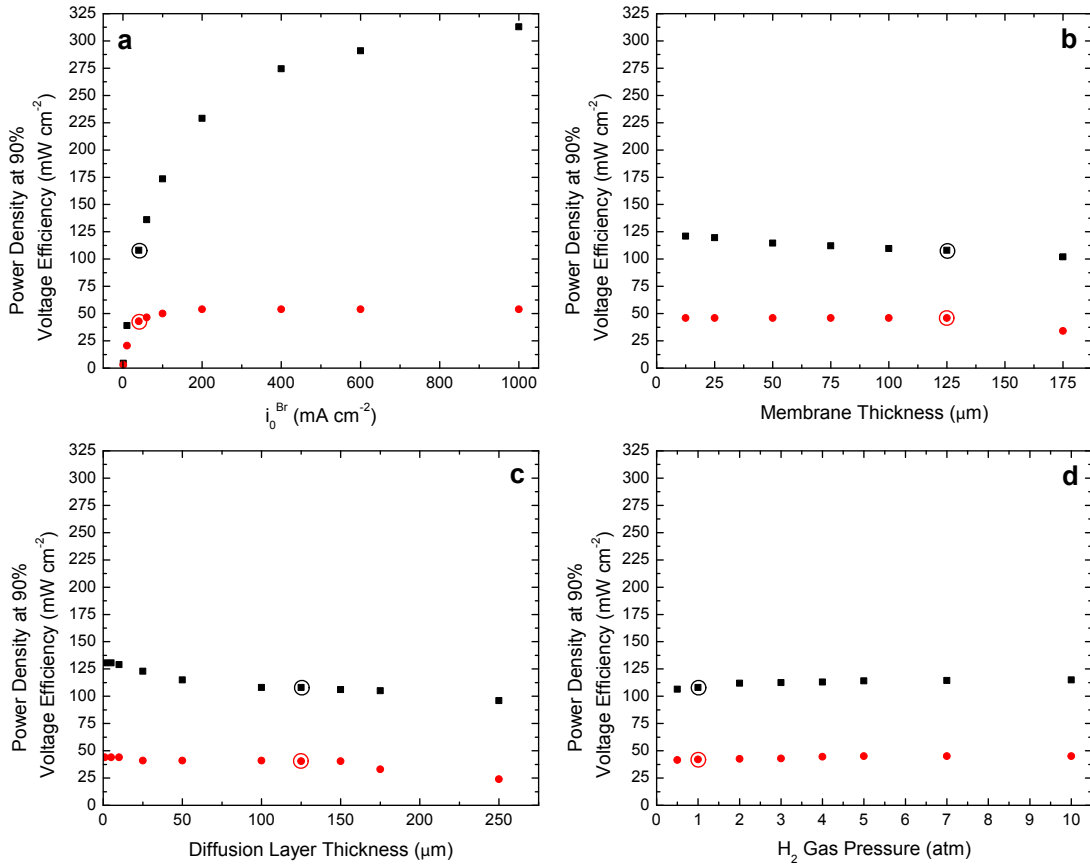 a
325
300
275
250
225
200
175
150
125
100
75
50
25
0
0 200 400 600 800 1000
Power Density at 90%
Voltage Efficiency (mW cm⁻²)
i₀ᴮʳ (mA cm⁻²)
b
325
300
275
250
225
200
175
150
125
100
75
50
25
0
0 25 50 75 100 125 150 175
Power Density at 90%
Voltage Efficiency (mW cm⁻²)
Membrane Thickness (μm)
c
325
300
275
250
225
200
175
150
125
100
75
50
25
0
0 50 100 150 200 250
Power Density at 90%
Voltage Efficiency (mW cm⁻²)
Diffusion Layer Thickness (μm)
d
325
300
275
250
225
200
175
150
125
100
75
50
25
0
0 1 2 3 4 5 6 7 8 9 10
Power Density at 90%
Voltage Efficiency (mW cm⁻²)
H₂ Gas Pressure (atm)